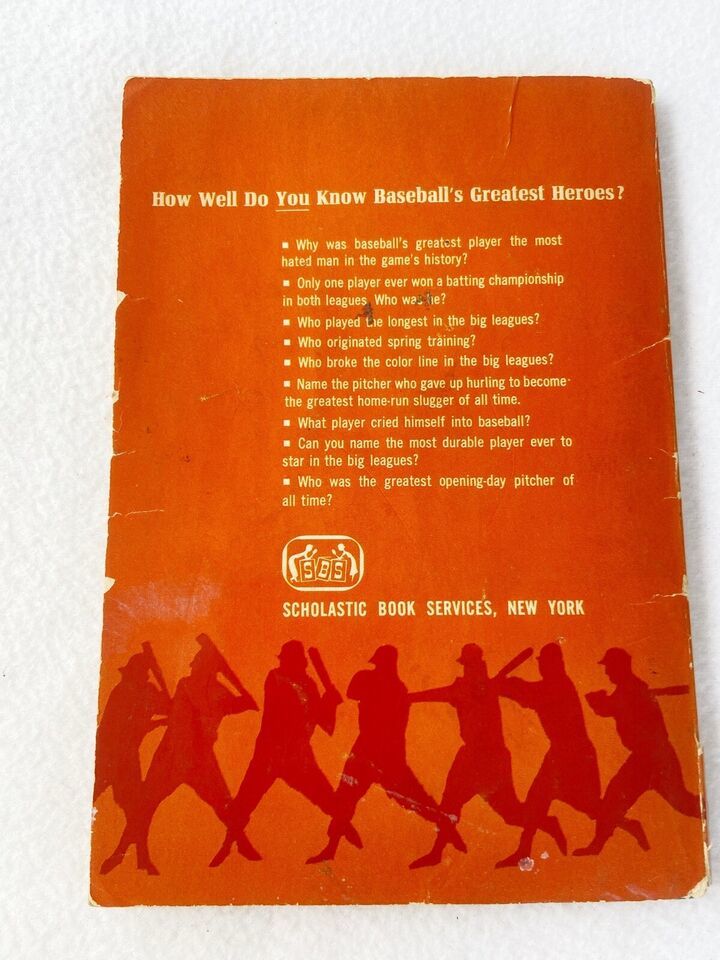 How Well Do You Know Baseball's Greatest Heroes?
▪ Why was baseball's greatest player the most
hated man in the game's history?
▪ Only one player ever won a batting championship
in both leagues. Who was he?
▪ Who played the longest in the big leagues?
▪ Who originated spring training?
▪ Who broke the color line in the big leagues?
▪ Name the pitcher who gave up hurling to become
the greatest home-run slugger of all time.
▪ What player cried himself into baseball?
▪ Can you name the most durable player ever to
star in the big leagues?
▪ Who was the greatest opening-day pitcher of
all time?
SBS
SCHOLASTIC BOOK SERVICES, NEW YORK